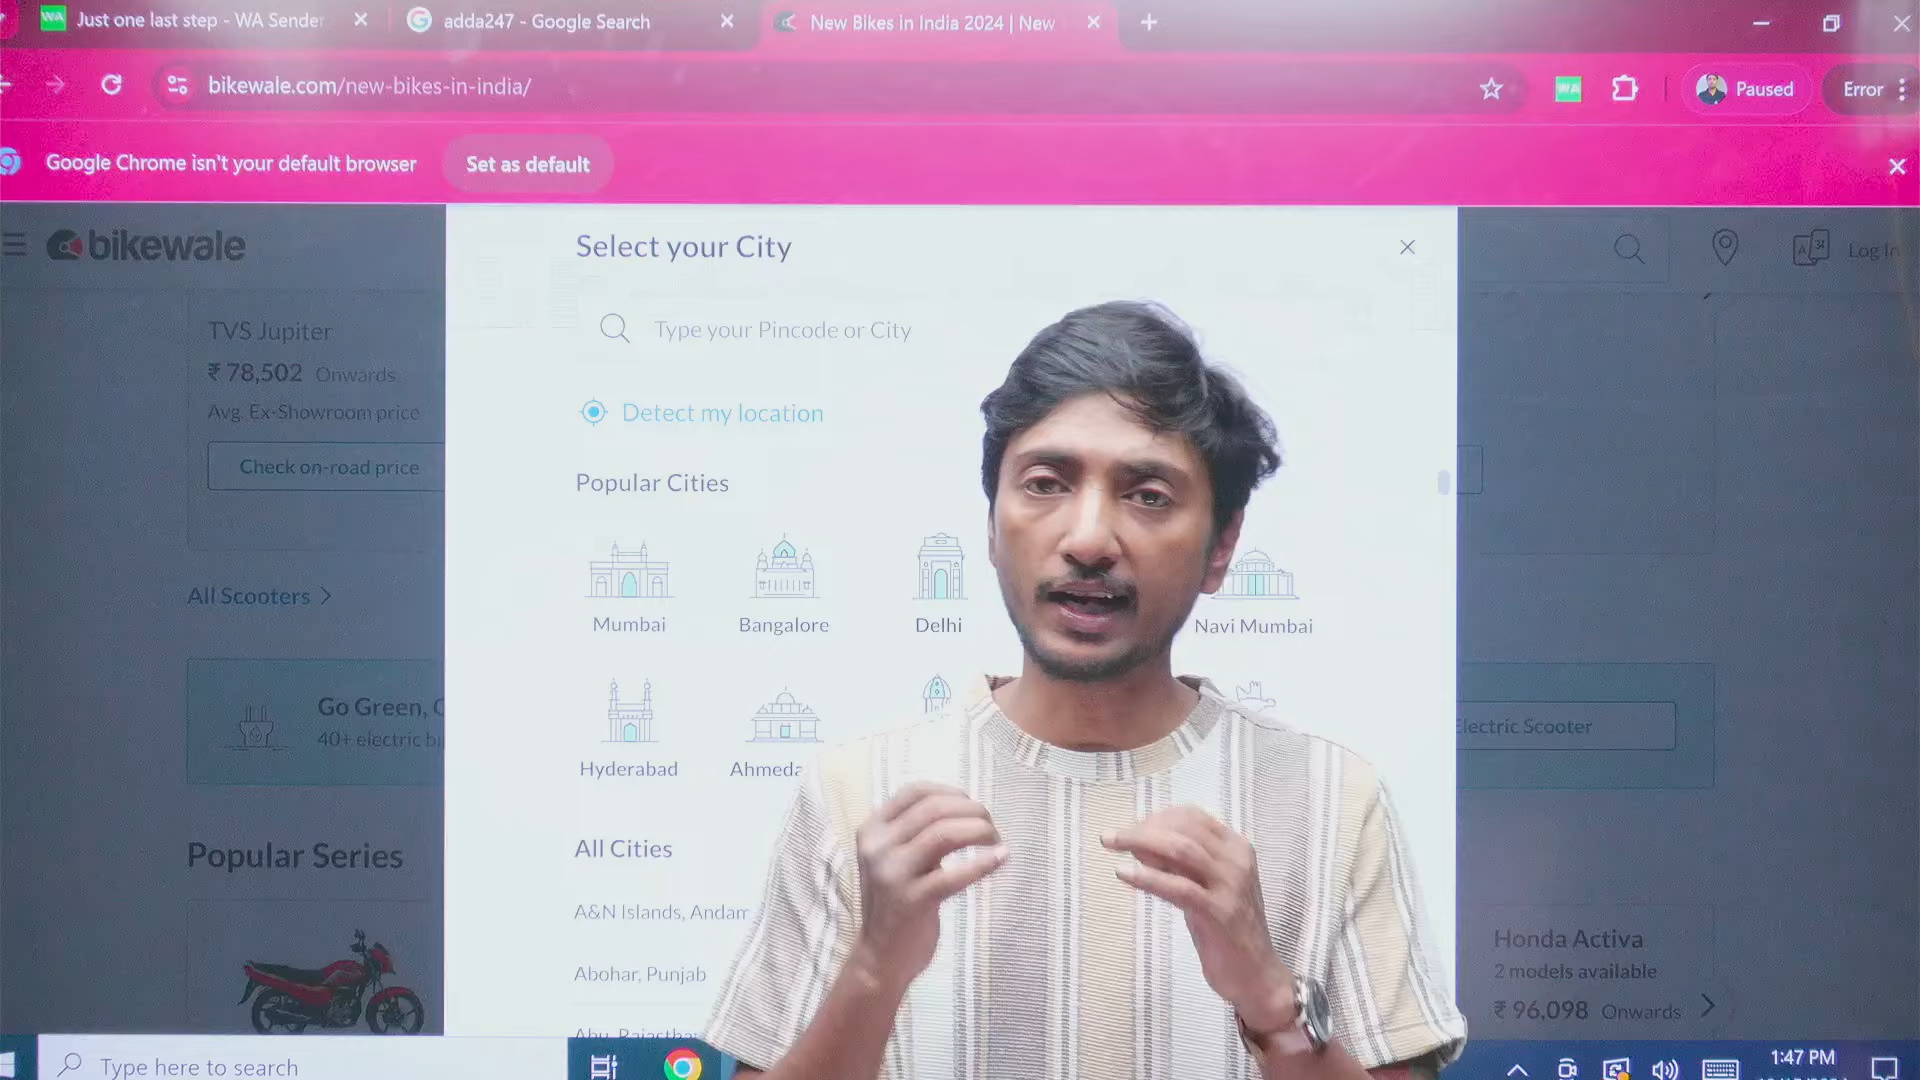 Just one last step - WA Sender
adda247 - Google Search
New Bikes in India 2024 | New
bikewale.com/new-bikes-in-india/
WA
Paused
Error
Google Chrome isn't your default browser
Set as default
bikewale
Log In
Select your City
Type your Pincode or City
Detect my location
TVS Jupiter
₹ 78,502 Onwards
Avg. Ex-Showroom price
Check on-road price
Popular Cities
Mumbai
Bangalore
Delhi
Navi Mumbai
All Scooters
Hyderabad
Ahmeda
Go Green,
40+ electric
Electric Scooter
All Cities
Popular Series
A&N Islands, Andam
Abohar, Punjab
Abu, Rajastha
Honda Activa
2 models available
₹ 96,098 Onwards
Type here to search
1:47 PM